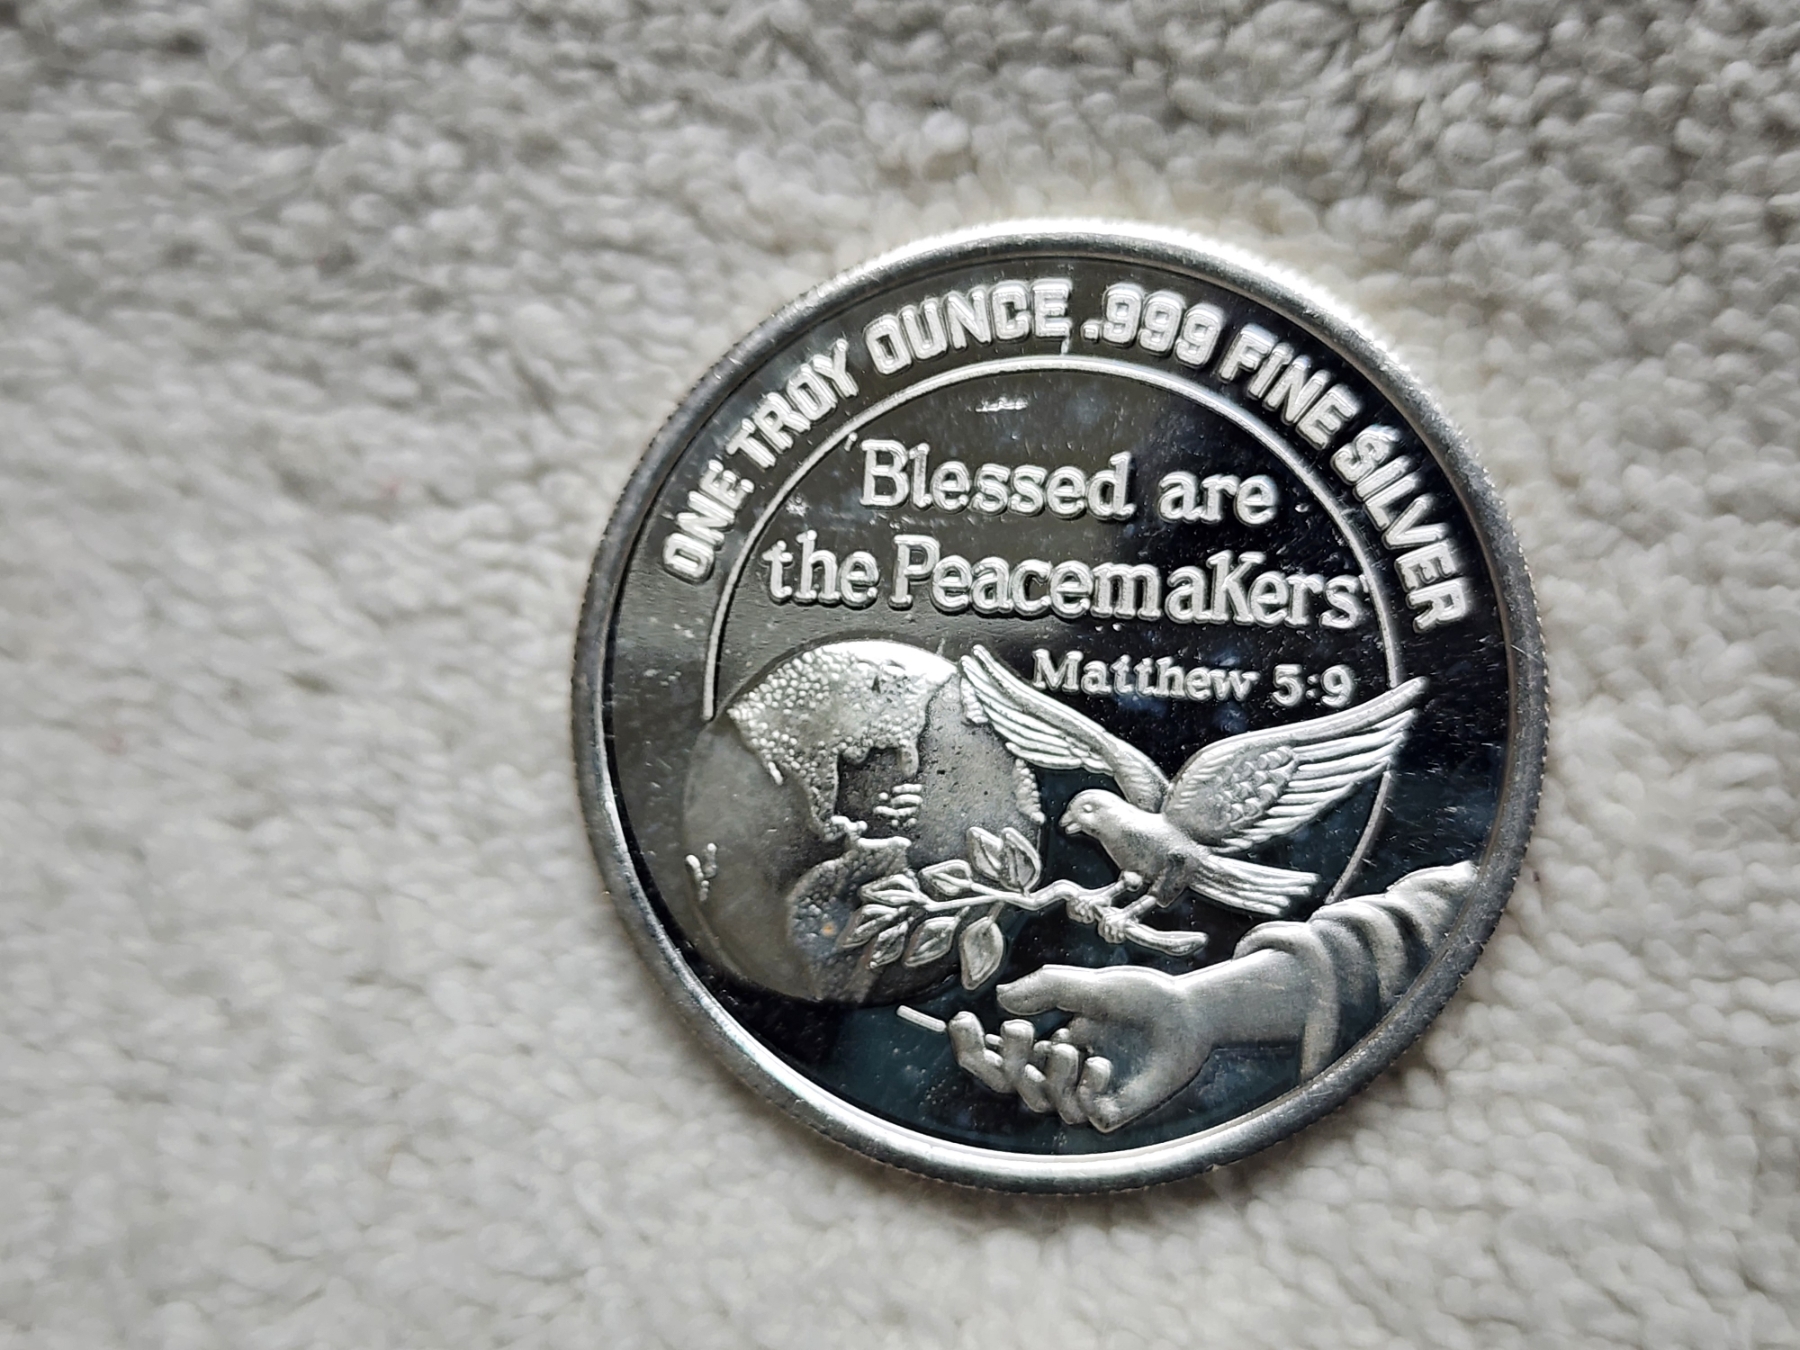 ONE TROY OUNCE .999 FINE SILVER
Blessed are
the Peacemakers
Matthew 5:9